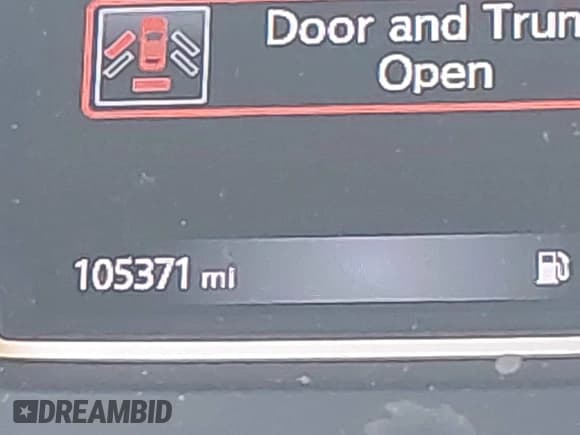 Door and Trun
Open
105371 mi
DREAMBID